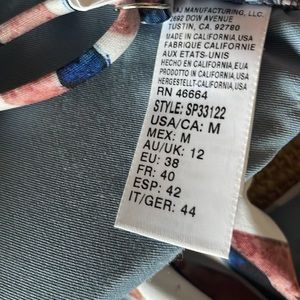 MANUFACTURING, LLC.
2692 DOW AVENUE
TUSTIN, CA. 92780
MADE IN CALIFORNIA USA
FABRIQUE CALIFORNIE
AUX ETATS-UNIS
HECHO EN CALIFORNIA, EUA
PRODOTTO IN CALIFORNIA, USA
HERGESTELLT-CALIFORNIA, USA
RN 46664
STYLE: SP33122
USA/CA: M
MEX: M
AU/UK: 12
EU: 38
FR: 40
ESP: 42
IT/GER: 44